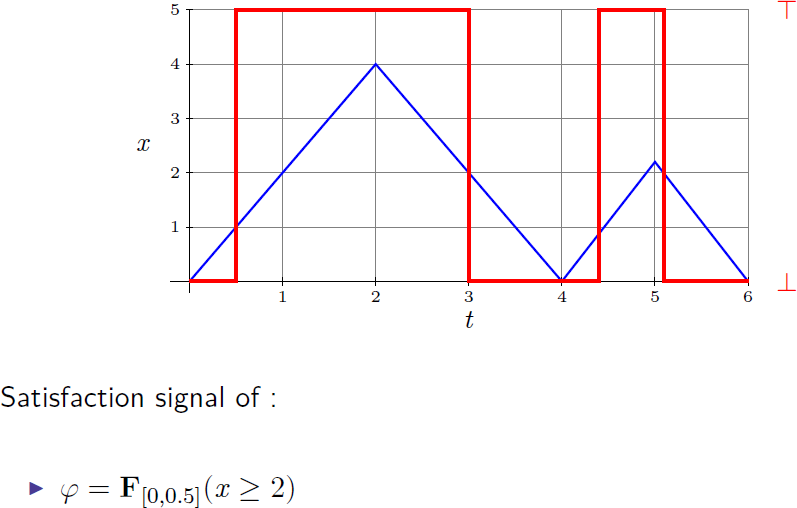 5
⊤
4
3
x
2
1
⊥
1 2 3 4 5 6
t
Satisfaction signal of :
▶ φ = F[0,0.5](x ≥ 2)